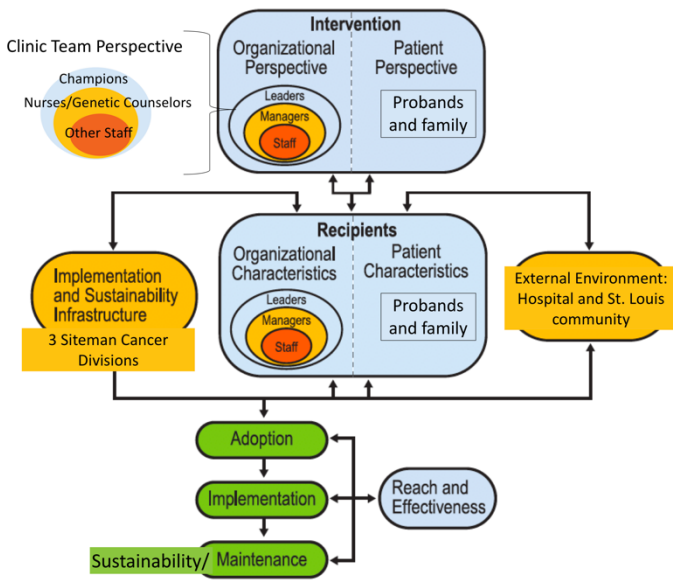 Clinic Team Perspective
Champions
Nurses/Genetic Counselors
Other Staff
Intervention
Organizational
Perspective
Leaders
Managers
Staff
Patient
Perspective
Probands
and family
Recipients
Organizational
Characteristics
Leaders
Managers
Staff
Patient
Characteristics
Probands
and family
Implementation
and Sustainability
Infrastructure
3 Siteman Cancer
Divisions
External Environment:
Hospital and St. Louis
community
Adoption
Implementation
Sustainability/ Maintenance
Reach and
Effectiveness